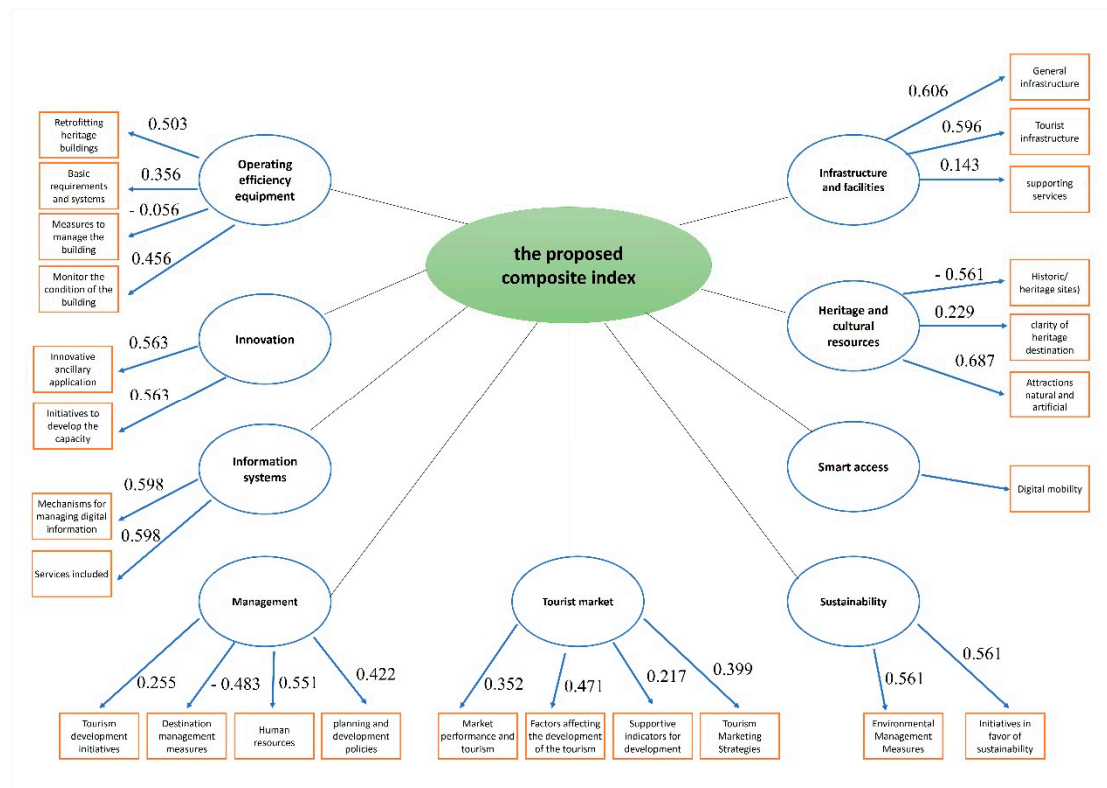 the proposed
composite index
Operating
efficiency
equipment
0.503
Retrofitting
heritage
buildings
0.356
Basic
requirements
and systems
- 0.056
Measures to
manage the
building
0.456
Monitor the
condition of the
building
Innovation
0.563
Innovative
ancillary
application
0.563
Initiatives to
develop the
capacity
Information
systems
0.598
Mechanisms for
managing digital
information
0.598
Services included
Management
0.255
Tourism
development
initiatives
- 0.483
Destination
management
measures
0.551
Human
resources
0.422
planning and
development
policies
Tourist market
0.352
Market
performance and
tourism
0.471
Factors affecting
the development
of the tourism
0.217
Supportive
indicators for
development
0.399
Tourism
Marketing
Strategies
Sustainability
0.561
Environmental
Management
Measures
0.561
Initiatives in
favor of
sustainability
Smart access
Digital mobility
Heritage and
cultural
resources
- 0.561
Historic/
heritage sites)
0.229
clarity of
heritage
destination
0.687
Attractions
natural and
artificial
Infrastructure
and facilities
0.606
General
infrastructure
0.596
Tourist
infrastructure
0.143
supporting
services